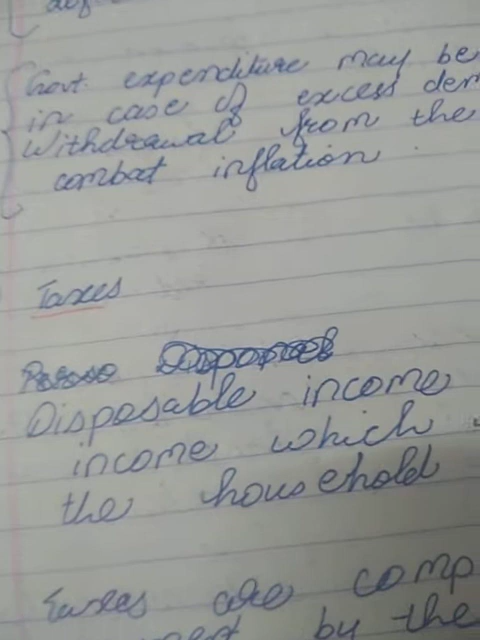 Govt. expenditure may be
in case of excess dem
Withdrawal from the
combat inflation.
Taxes
Disposable income
income which
the household
Taxes are comp
by the